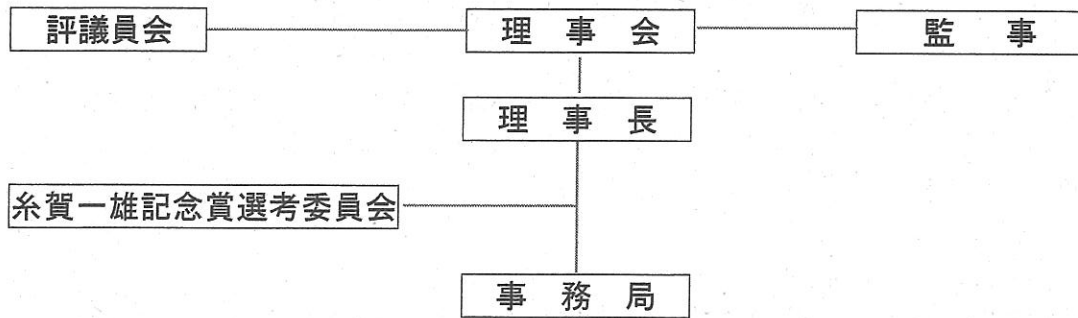 評議員会
理事会
監事
理事長
糸賀一雄記念賞選考委員会
事務局